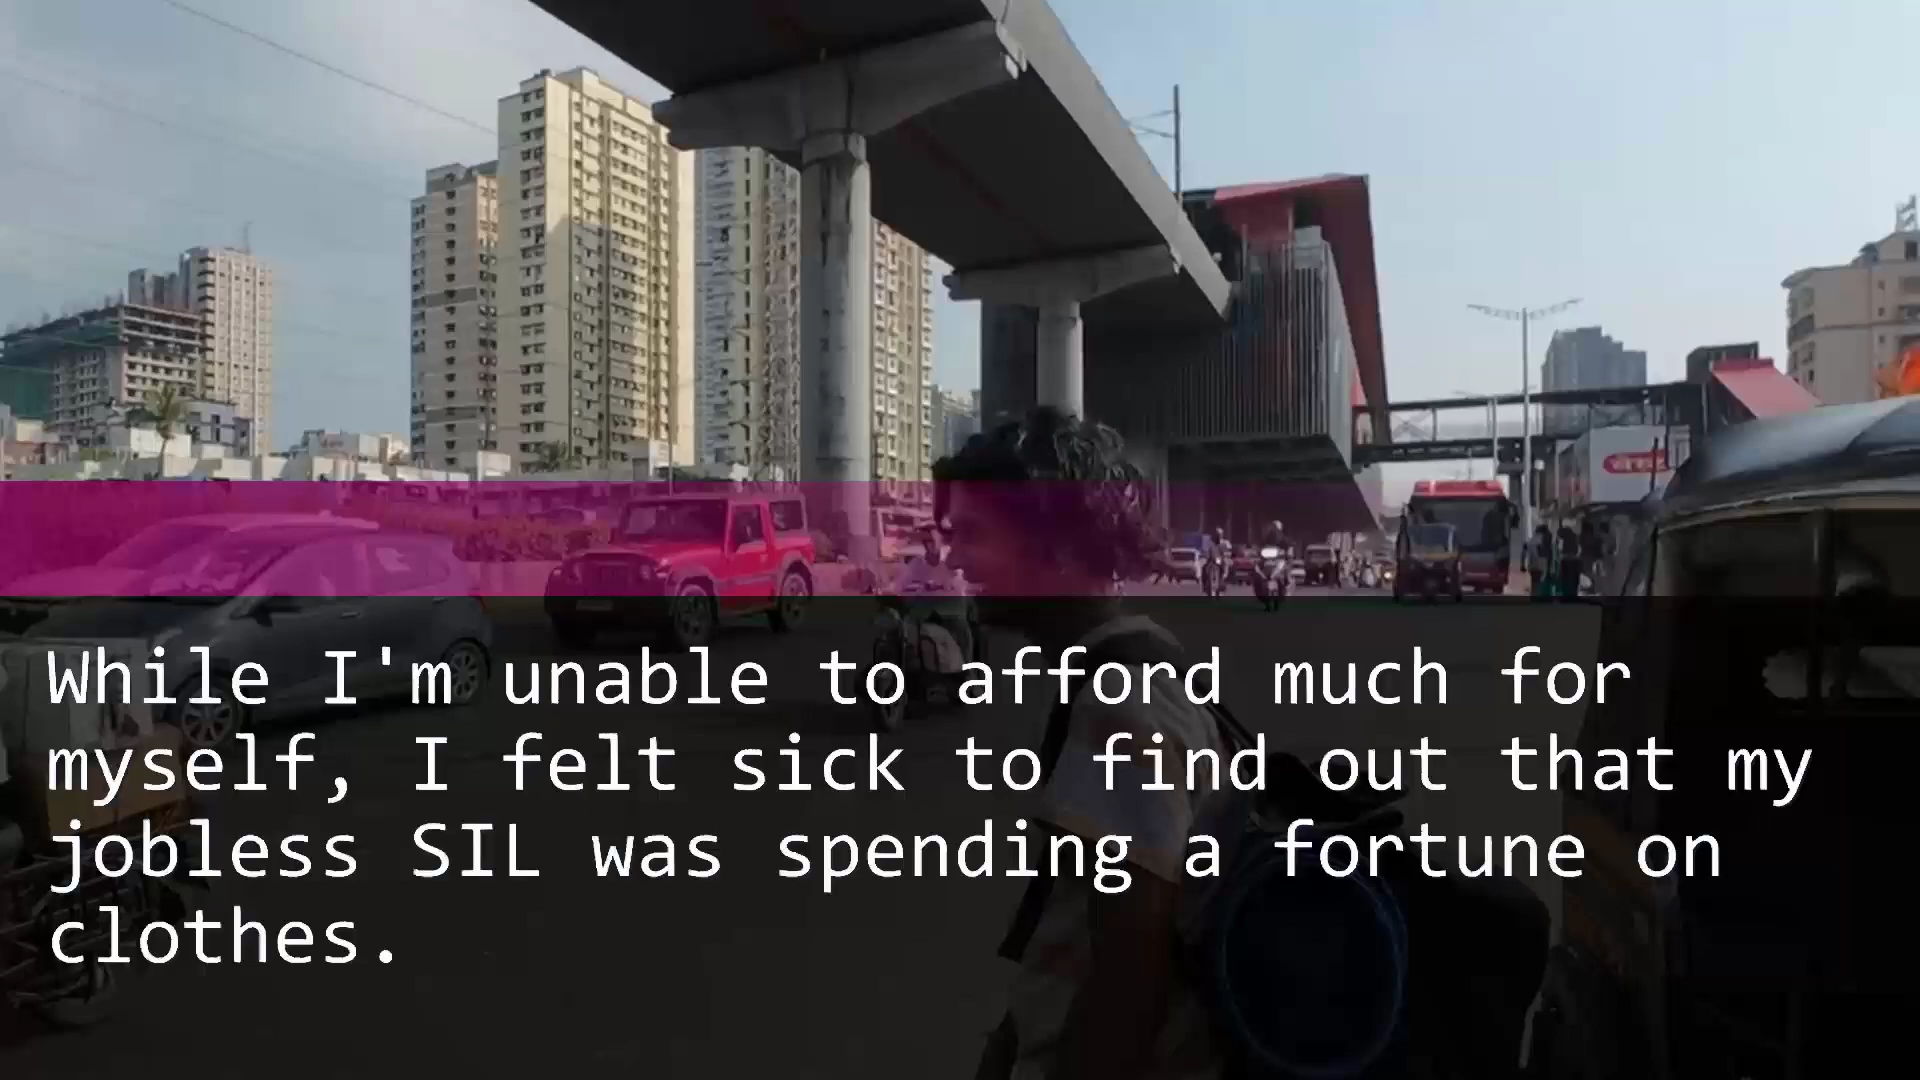 While I'm unable to afford much for
myself, I felt sick to find out that my
jobless SIL was spending a fortune on
clothes.